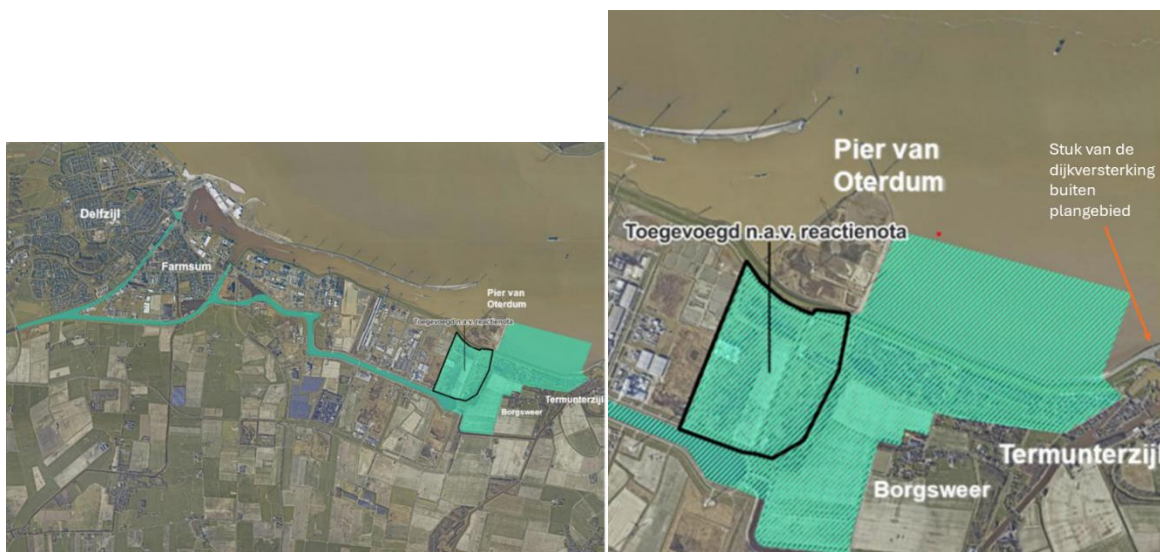 Delfzijl
Farmsum
Pier van
Oterdum
Toegevoegd n.a.v. reactienota
Termunterzijl
Borgsweer
Pier van
Oterdum
Toegevoegd n.a.v. reactienota
Stuk van de
dijkversterking
buiten
plangebied
Termunterzijl
Borgsweer